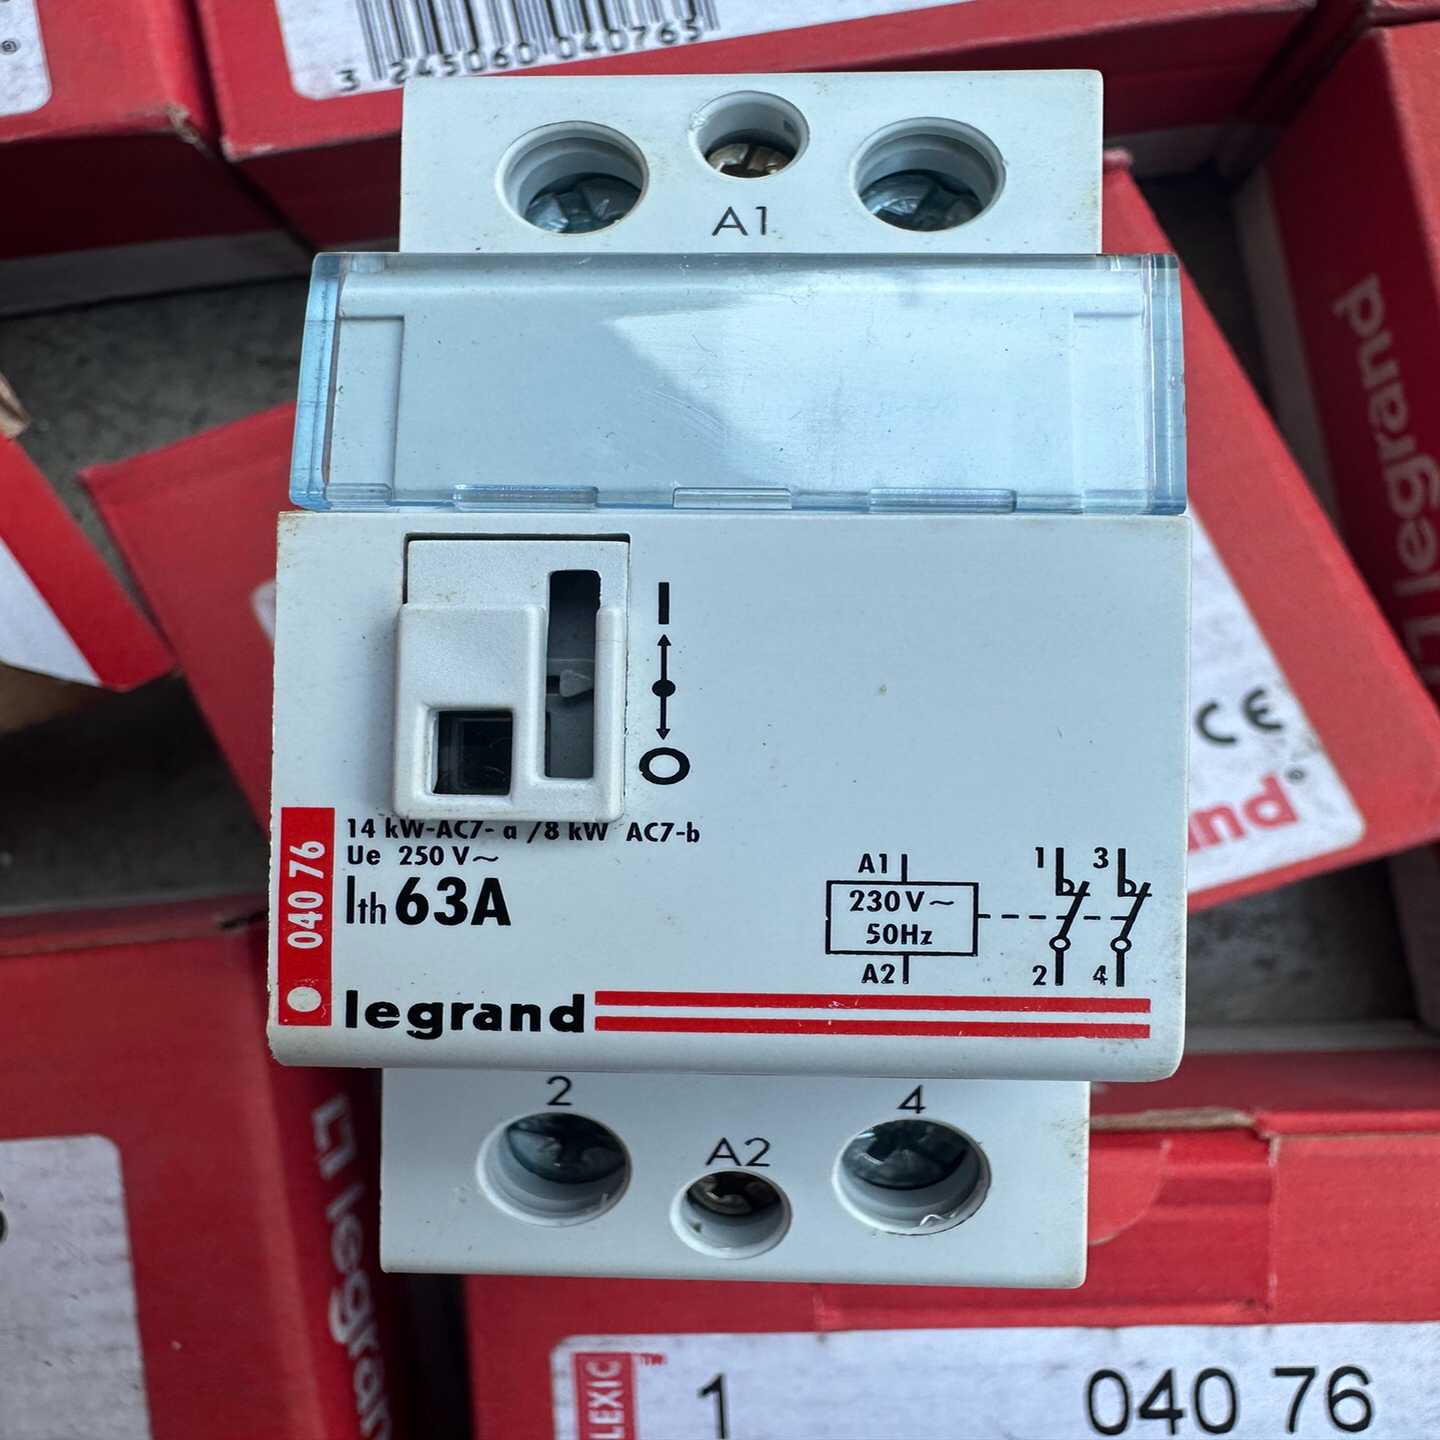 3 245060 040765
A1
legrand
CE
I
O
14 kW-AC7-a /8 kW AC7-b
Ue 250 V~
Ith 63A
040 76
A1
230V~
50Hz
A2
1
3
2
4
legrand
2
4
A2
legrand
LEXIC TM
1
040 76